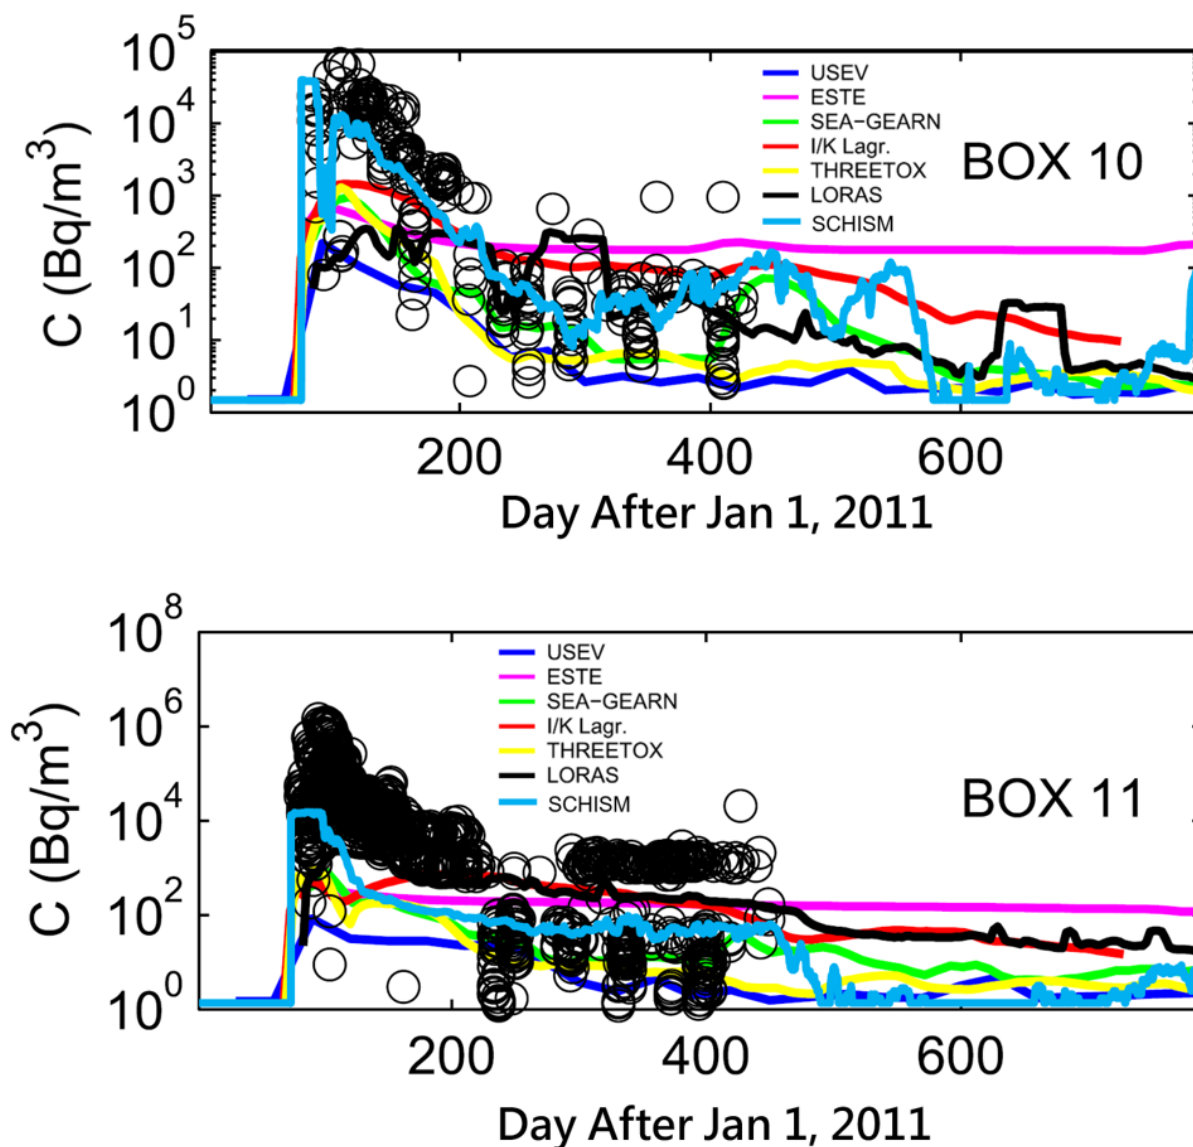 10^5
10^4
10^3
10^2
10^1
10^0
C (Bq/m^3)
USEV
ESTE
SEA-GEARN
I/K Lagr.
THREETOX
LORAS
SCHISM
BOX 10
200 400 600
Day After Jan 1, 2011
10^8
10^6
10^4
10^2
10^0
C (Bq/m^3)
USEV
ESTE
SEA-GEARN
I/K Lagr.
THREETOX
LORAS
SCHISM
BOX 11
200 400 600
Day After Jan 1, 2011